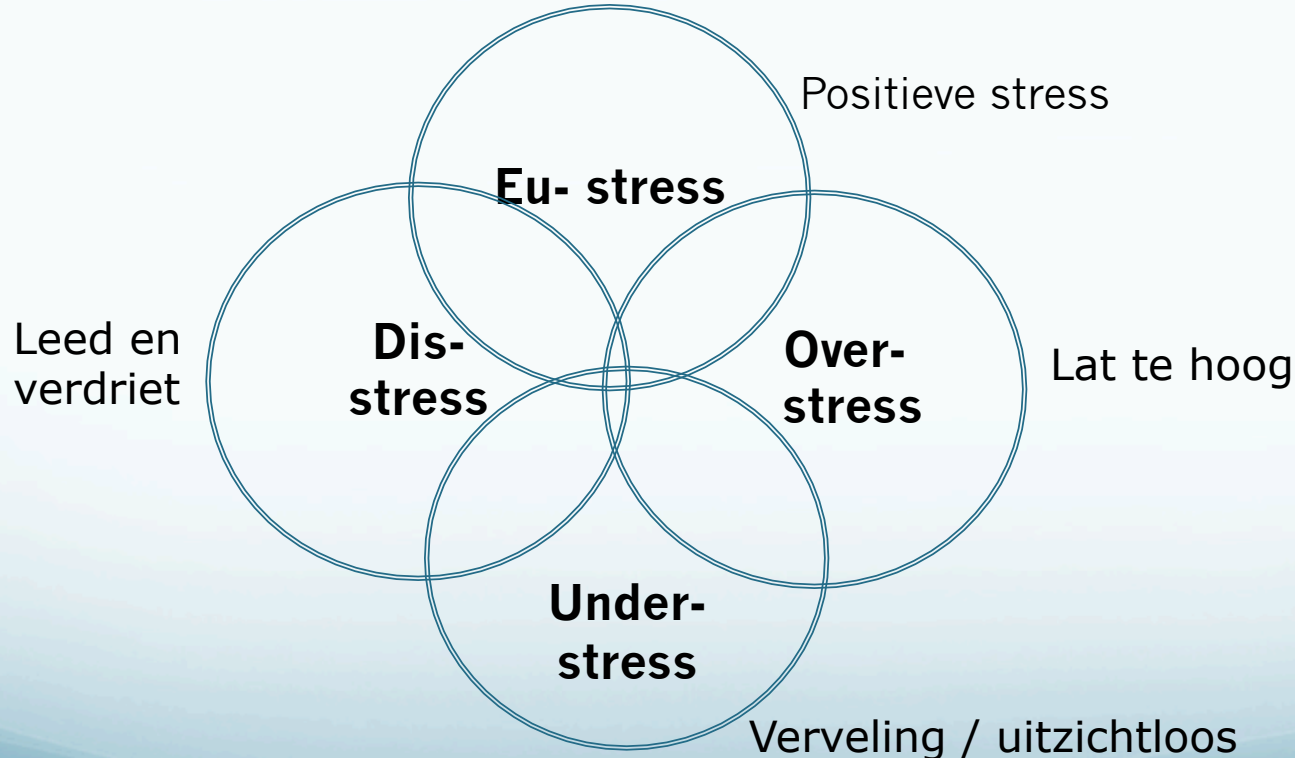 Positieve stress
Eu- stress
Leed en
verdriet
Dis-
stress
Over-
stress
Lat te hoog
Under-
stress
Verveling / uitzichtloos